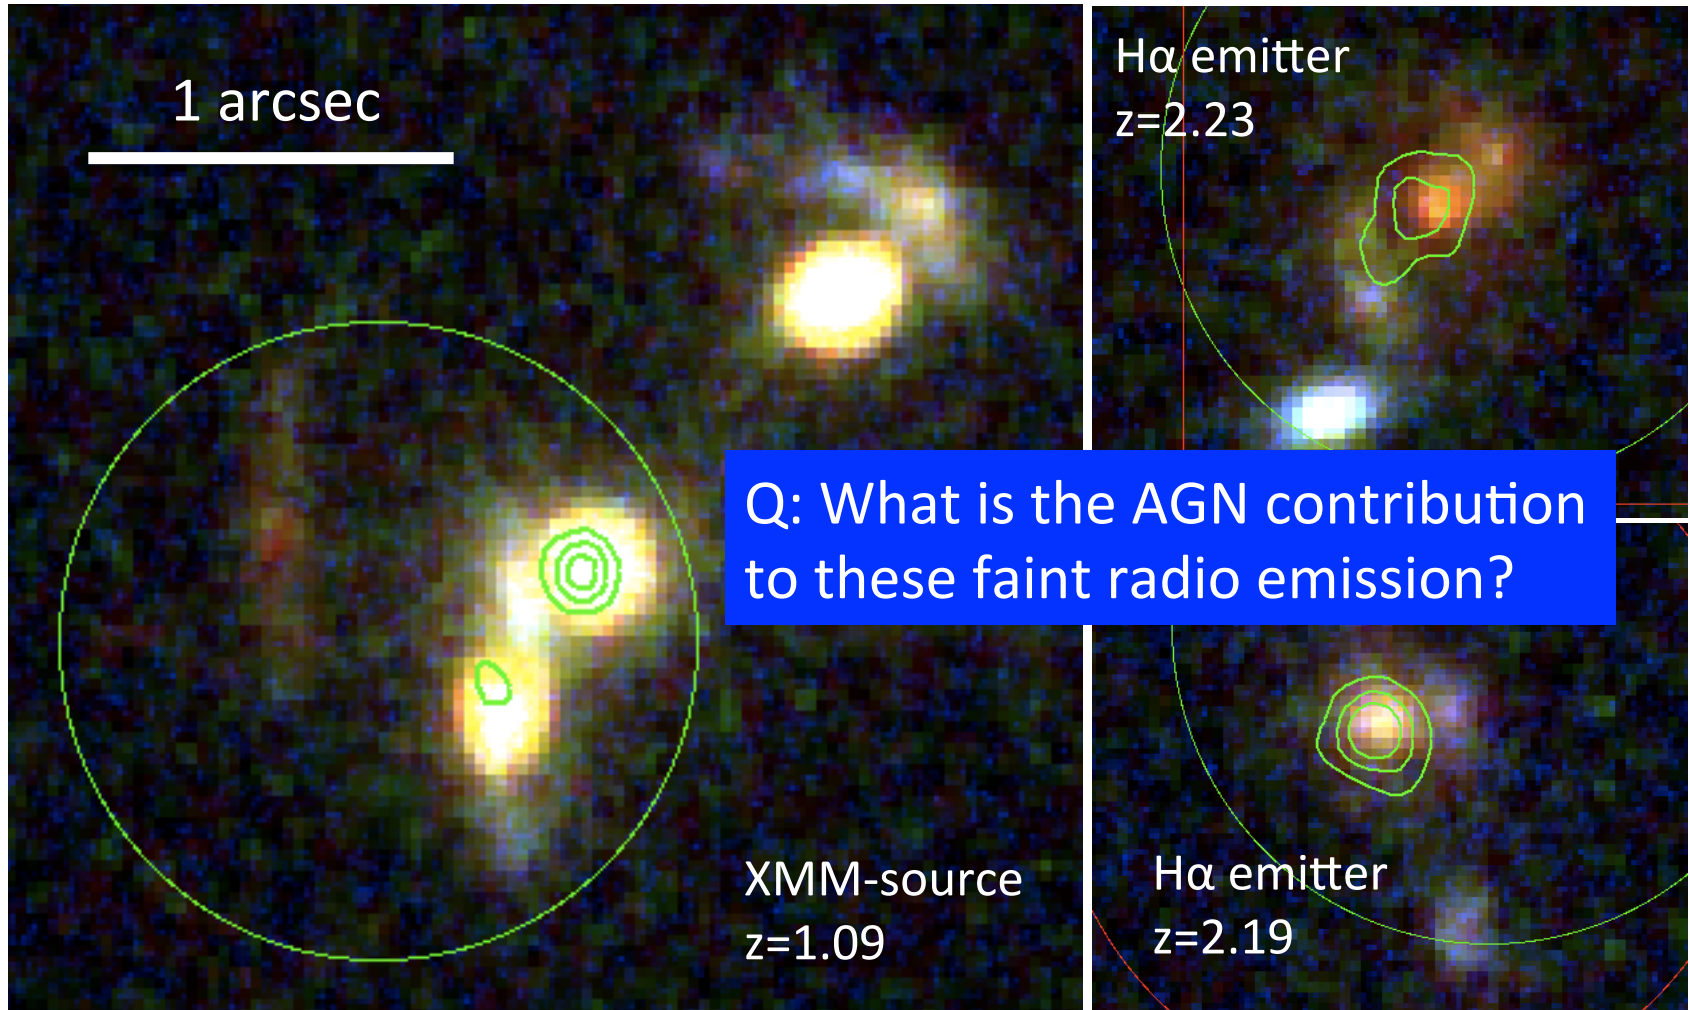 1 arcsec
Hα emitter
z=2.23
Q: What is the AGN contribution
to these faint radio emission?
XMM-source
z=1.09
Hα emitter
z=2.19